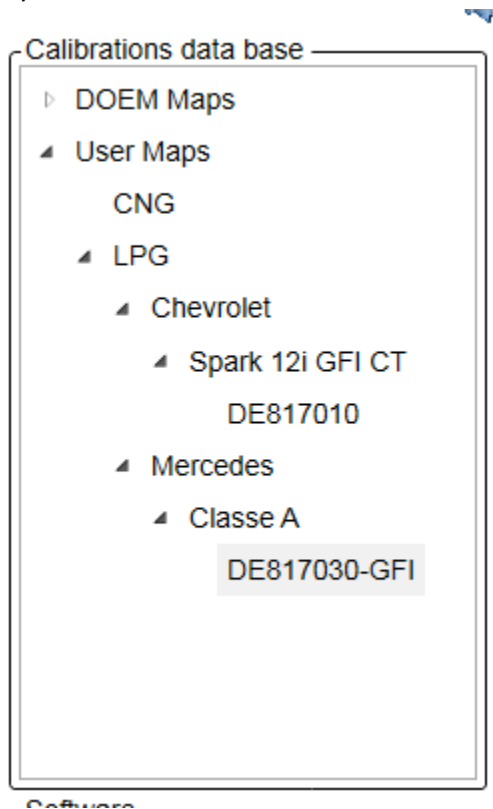 Calibrations data base
DOEM Maps
User Maps
CNG
LPG
Chevrolet
Spark 12i GFI CT
DE817010
Mercedes
Classe A
DE817030-GFI
Software